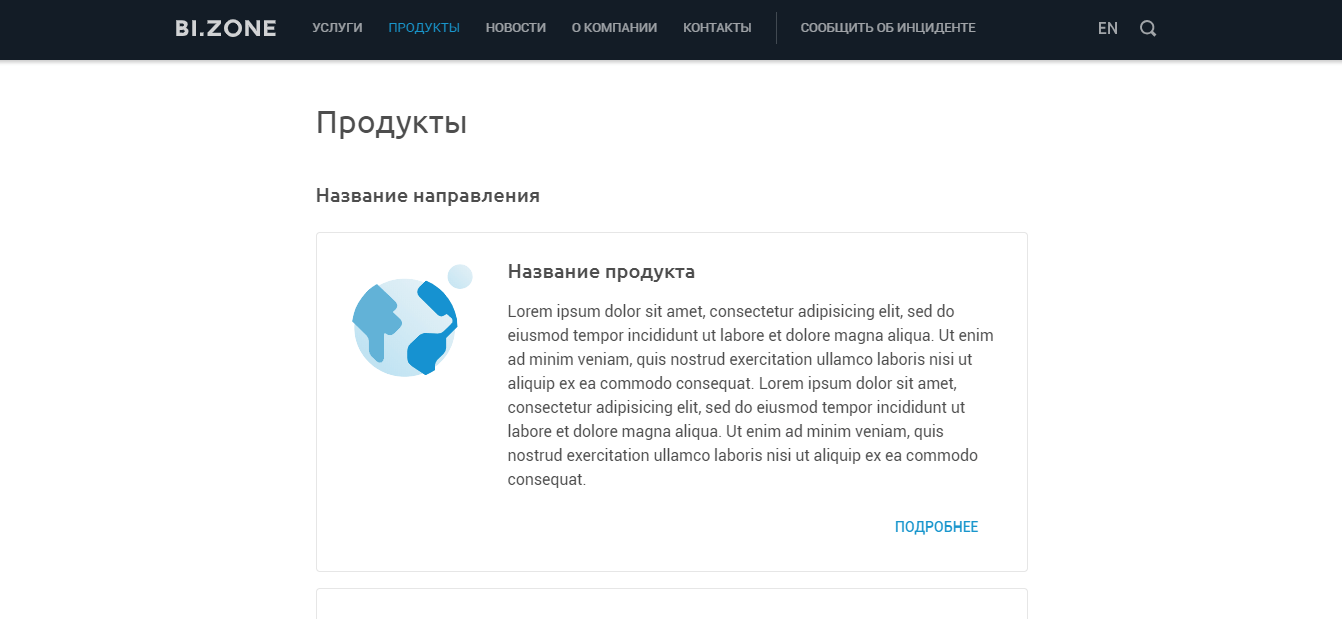 BI.ZONE УСЛУГИ ПРОДУКТЫ НОВОСТИ О КОМПАНИИ КОНТАКТЫ СООБЩИТЬ ОБ ИНЦИДЕНТЕ EN
Продукты
Название направления
Название продукта
Lorem ipsum dolor sit amet, consectetur adipisicing elit, sed do
eiusmod tempor incididunt ut labore et dolore magna aliqua. Ut enim
ad minim veniam, quis nostrud exercitation ullamco laboris nisi ut
aliquip ex ea commodo consequat. Lorem ipsum dolor sit amet,
consectetur adipisicing elit, sed do eiusmod tempor incididunt ut
labore et dolore magna aliqua. Ut enim ad minim veniam, quis
nostrud exercitation ullamco laboris nisi ut aliquip ex ea commodo
consequat.
ПОДРОБНЕЕ